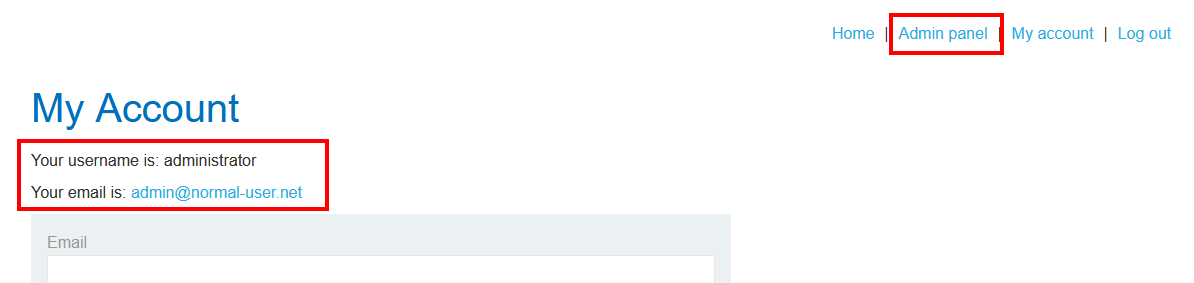 Home | Admin panel | My account | Log out
My Account
Your username is: administrator
Your email is: admin@normal-user.net
Email